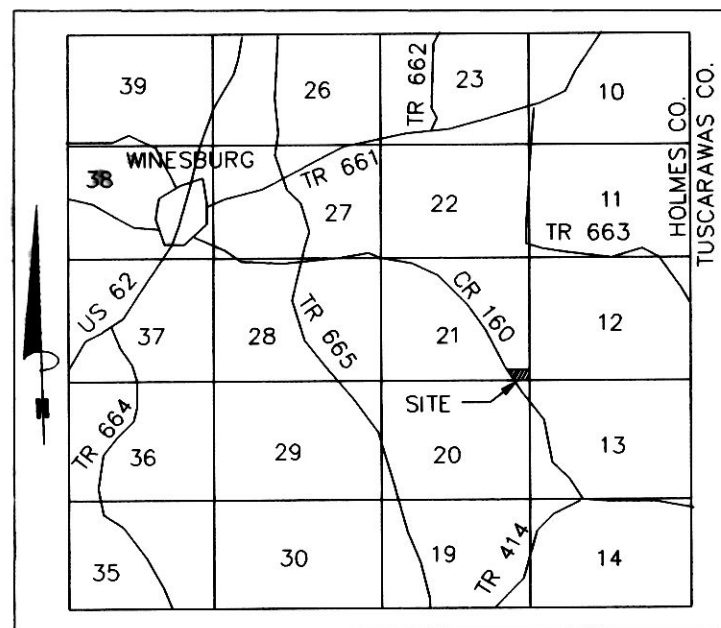 39
26
TR 662
23
10
HOLMES CO.
TUSCARAWAS CO.
WINESBURG
38
TR 661
27
22
11
TR 663
US 62
37
28
TR 665
21
CR 160
12
SITE
TR 664
36
29
20
13
35
30
19
TR 414
14
N